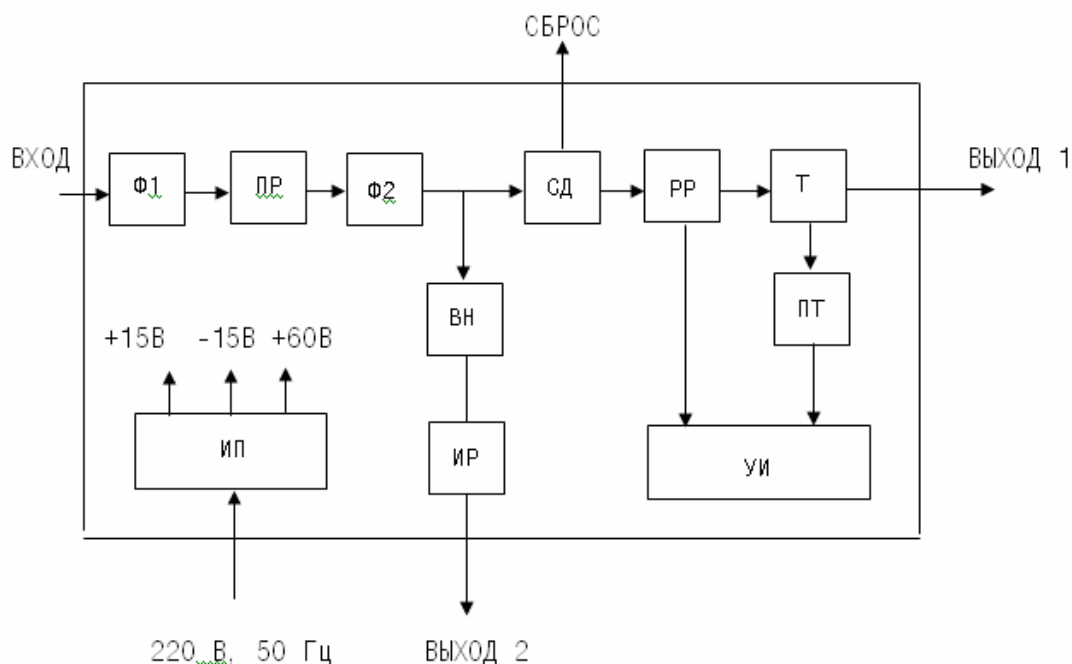 СБРОС
ВХОД
ВЫХОД 1
Ф1
ПР
Ф2
СД
РР
Т
ВН
ПТ
+15В -15В +60В
ИП
ИР
УИ
220 В, 50 Гц
ВЫХОД 2